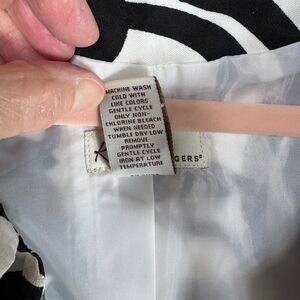 MACHINE WASH
COLD WITH
LIKE COLORS
GENTLE CYCLE
ONLY NON-
CHLORINE BLEACH
WHEN NEEDED
TUMBLE DRY LOW
REMOVE
PROMPTLY
GENTLE CYCLE
IRON AT LOW
TEMPERATURE
K GERS®